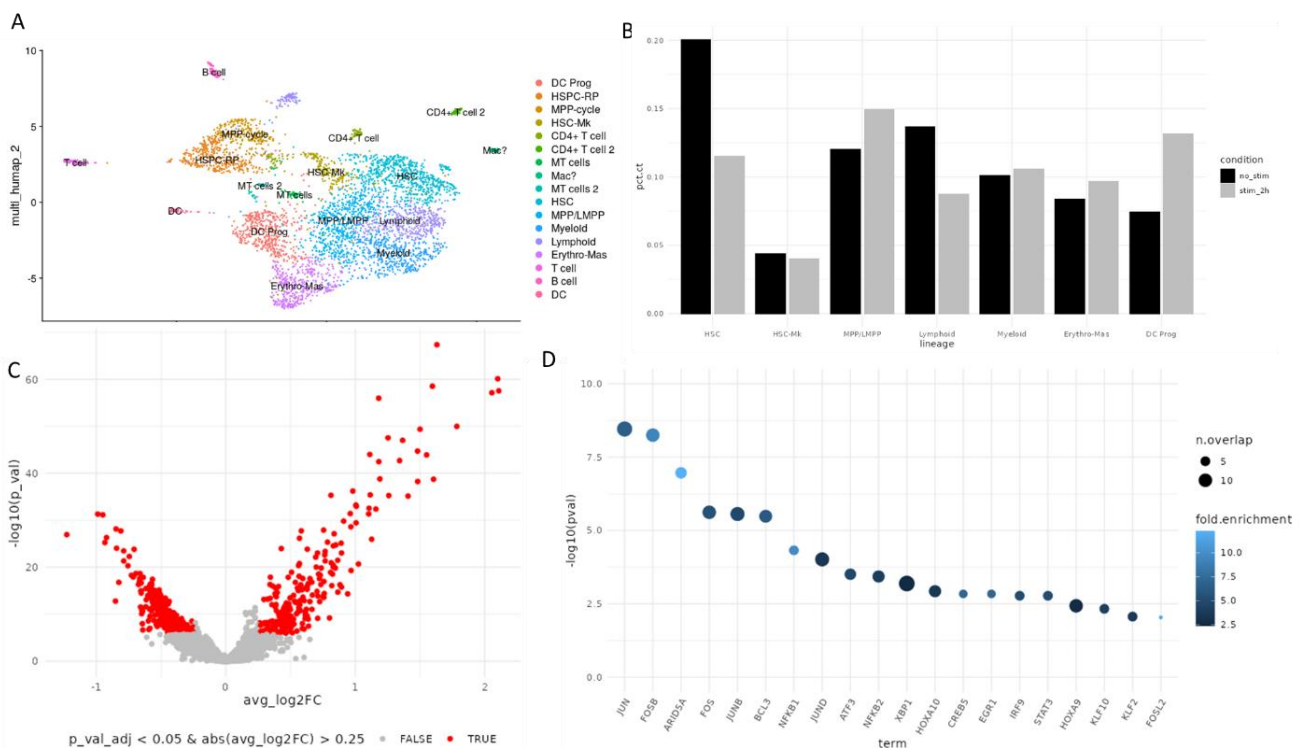 A
10
5
0
-5
multi_humap_2
B cell
CD4+ T cell 2
MPP-cycle
CD4+ T cell
Mac?
T cell
HSPC-RP
HSC-Mk
HSC
MT cells 2
MT cells
DC
MPP/LMPP
Lymphoid
DC Prog
Myeloid
Erythro-Mas
DC Prog
HSPC-RP
MPP-cycle
HSC-Mk
CD4+ T cell
CD4+ T cell 2
MT cells
Mac?
MT cells 2
HSC
MPP/LMPP
Myeloid
Lymphoid
Erythro-Mas
T cell
B cell
DC
B
0.20
0.15
0.10
0.05
0.00
pct.ct
HSC HSC-Mk MPP/LMPP Lymphoid Myeloid Erythro-Mas DC Prog
lineage
condition
no_stim
stim_2h
C
60
40
20
0
-log10(p_val)
-1 0 1 2
avg_log2FC
p_val_adj < 0.05 & abs(avg_log2FC) > 0.25 FALSE TRUE
D
10.0
7.5
5.0
2.5
0.0
-log10(pval)
JUN FOSB ARID5A FOS JUNB BCL3 NFKB1 JUND ATF3 NFKB2 XBP1 HOXA10 CREB5 EGR1 IRF9 STAT3 HOXA9 KLF10 KLF2 FOSL2
term
n.overlap
5
10
fold.enrichment
10.0
7.5
5.0
2.5